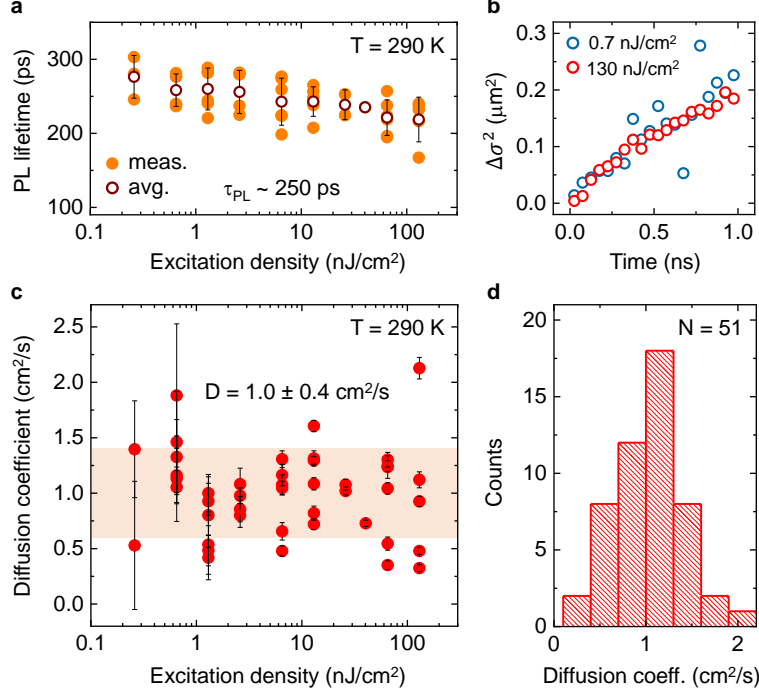 a
T = 290 K
PL lifetime (ps)
300
200
100
meas.
avg.
τPL ~ 250 ps
0.1
1
10
100
Excitation density (nJ/cm²)
b
0.7 nJ/cm²
130 nJ/cm²
Δσ² (μm²)
0.3
0.2
0.1
0.0
0.0
0.5
1.0
Time (ns)
c
T = 290 K
D = 1.0 ± 0.4 cm²/s
Diffusion coefficient (cm²/s)
2.5
2.0
1.5
1.0
0.5
0.0
0.1
1
10
100
Excitation density (nJ/cm²)
d
N = 51
Counts
20
15
10
5
0
0
1
2
Diffusion coeff. (cm²/s)